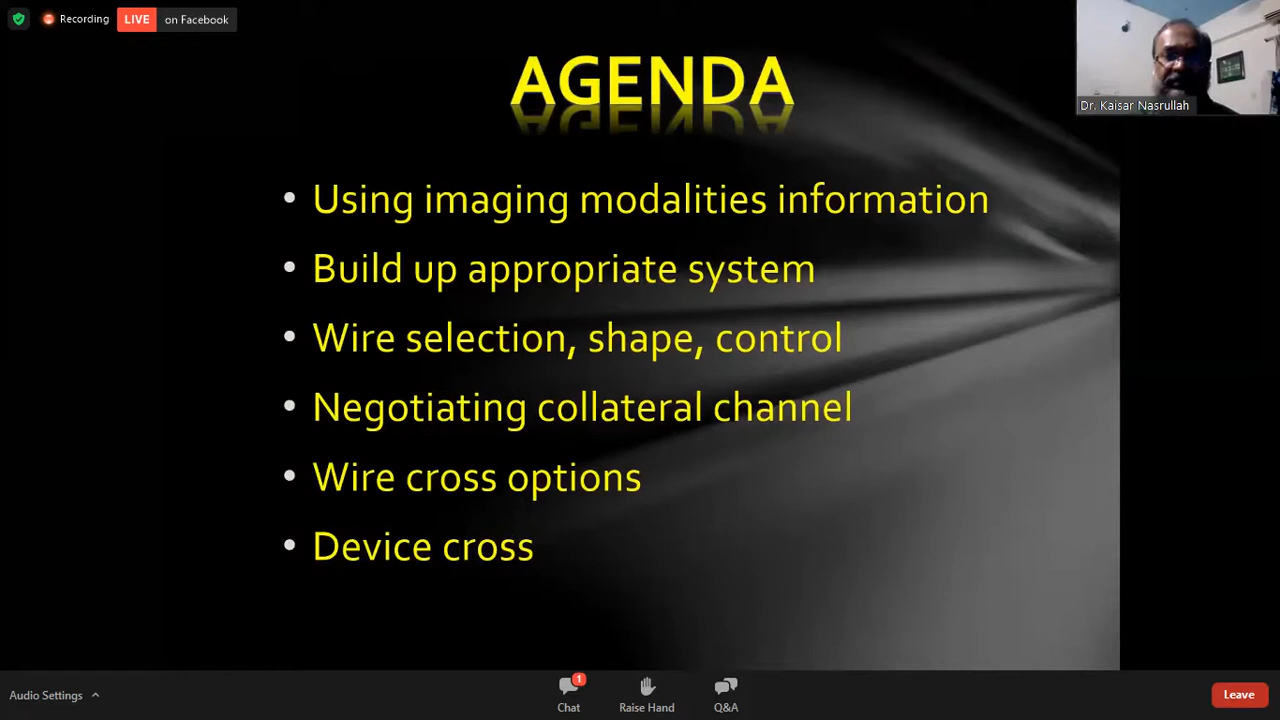 Recording
LIVE on Facebook
AGENDA
Dr. Kaisar Nasrullah
• Using imaging modalities information
• Build up appropriate system
• Wire selection, shape, control
• Negotiating collateral channel
• Wire cross options
• Device cross
Audio Settings
1
Chat
Raise Hand
Q&A
Leave